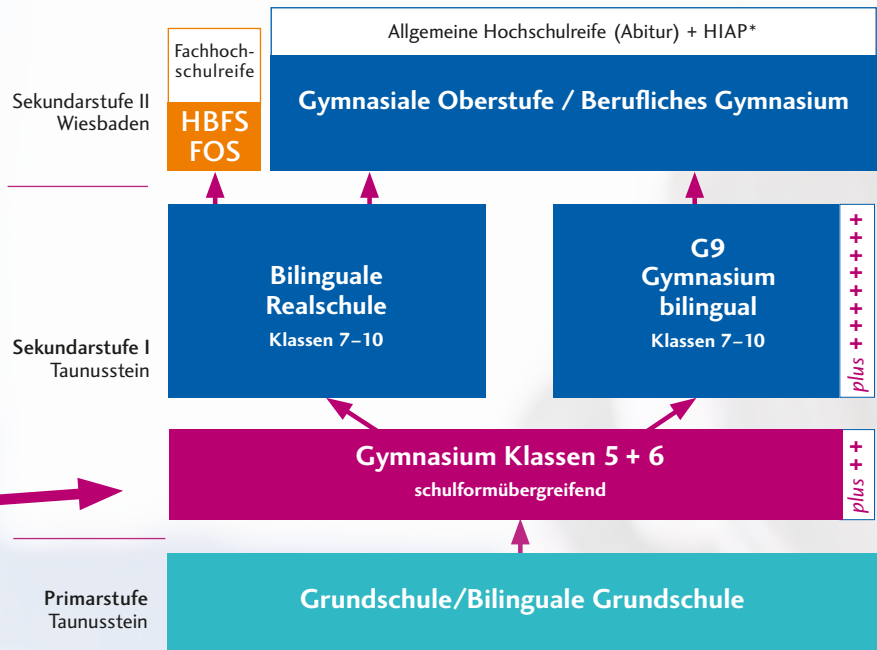 Allgemeine Hochschulreife (Abitur) + HIAP*
Fachhoch-
schulreife
Sekundarstufe II
Wiesbaden
HBFS
FOS
Gymnasiale Oberstufe / Berufliches Gymnasium
Sekundarstufe I
Taunusstein
Bilinguale
Realschule
Klassen 7–10
G9
Gymnasium
bilingual
Klassen 7–10
plus ++++++++
Gymnasium Klassen 5 + 6
schulformübergreifend
plus +++
Primarstufe
Taunusstein
Grundschule/Bilinguale Grundschule